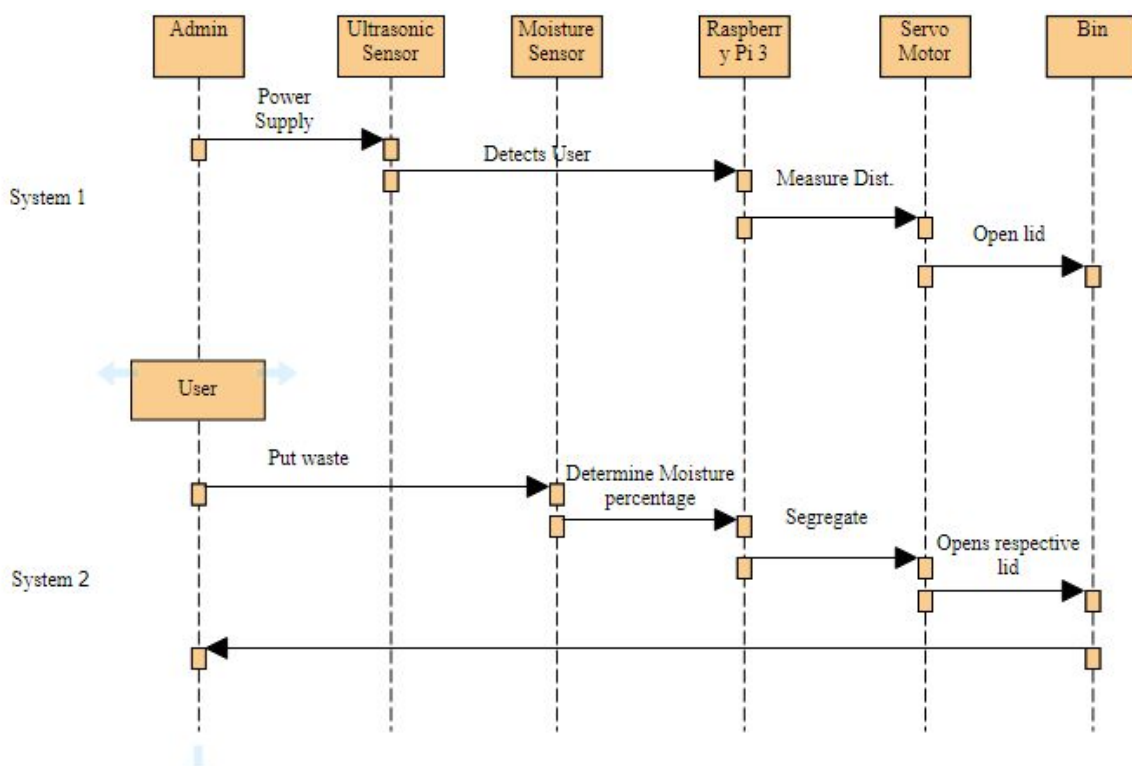 Admin
Ultrasonic
Sensor
Moisture
Sensor
Raspberr
y Pi 3
Servo
Motor
Bin
Power
Supply
Detects User
Measure Dist.
System 1
Open lid
User
Put waste
Determine Moisture
percentage
Segregate
Opens respective
lid
System 2